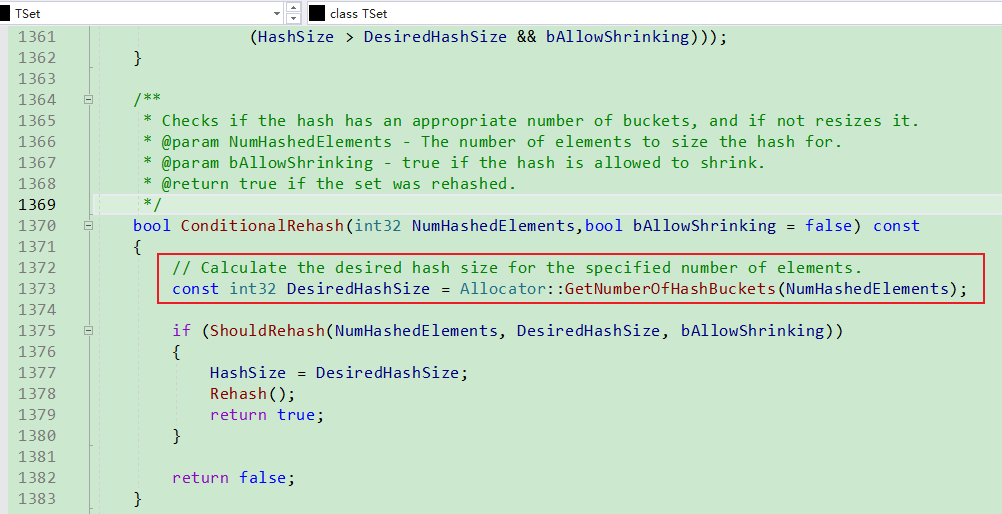 TSet class TSet
1361 (HashSize > DesiredHashSize && bAllowShrinking)));
1362 }
1363
1364 /**
1365 * Checks if the hash has an appropriate number of buckets, and if not resizes it.
1366 * @param NumHashedElements - The number of elements to size the hash for.
1367 * @param bAllowShrinking - true if the hash is allowed to shrink.
1368 * @return true if the set was rehashed.
1369 */
1370 bool ConditionalRehash(int32 NumHashedElements,bool bAllowShrinking = false) const
1371 {
1372 // Calculate the desired hash size for the specified number of elements.
1373 const int32 DesiredHashSize = Allocator::GetNumberOfHashBuckets(NumHashedElements);
1374
1375 if (ShouldRehash(NumHashedElements, DesiredHashSize, bAllowShrinking))
1376 {
1377 HashSize = DesiredHashSize;
1378 Rehash();
1379 return true;
1380 }
1381
1382 return false;
1383 }